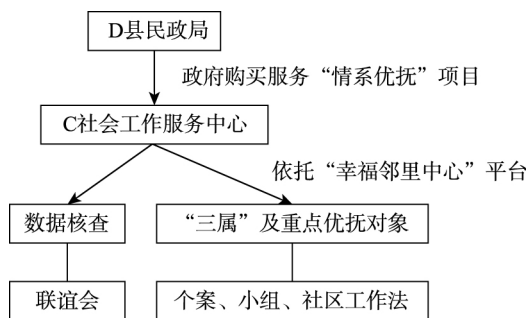 D县民政局
政府购买服务“情系优抚”项目
C社会工作服务中心
依托“幸福邻里中心”平台
数据核查
“三属”及重点优抚对象
联谊会
个案、小组、社区工作法